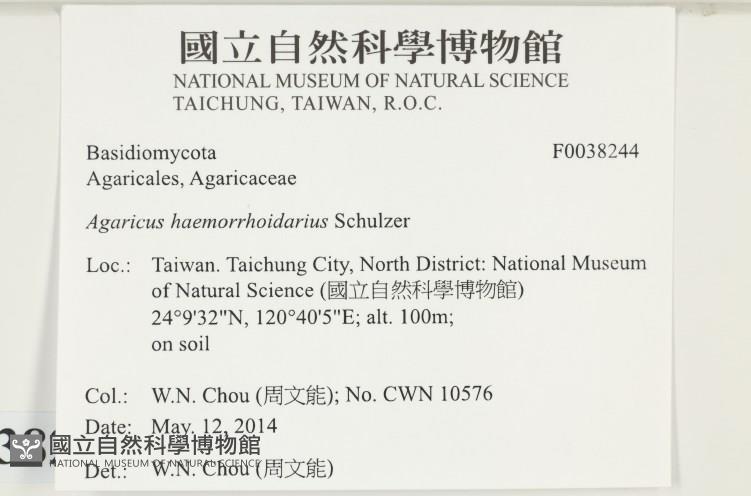 國立自然科學博物館
NATIONAL MUSEUM OF NATURAL SCIENCE
TAICHUNG, TAIWAN, R.O.C.
Basidiomycota F0038244
Agaricales, Agaricaceae
Agaricus haemorrhoidarius Schulzer
Loc.: Taiwan. Taichung City, North District: National Museum
of Natural Science (國立自然科學博物館)
24°9'32"N, 120°40'5"E; alt. 100m;
on soil
Col.: W.N. Chou (周文能); No. CWN 10576
Date: May. 12, 2014
國立自然科學博物館
NATIONAL MUSEUM OF NATURAL SCIENCE
Det.: W.N. Chou (周文能)